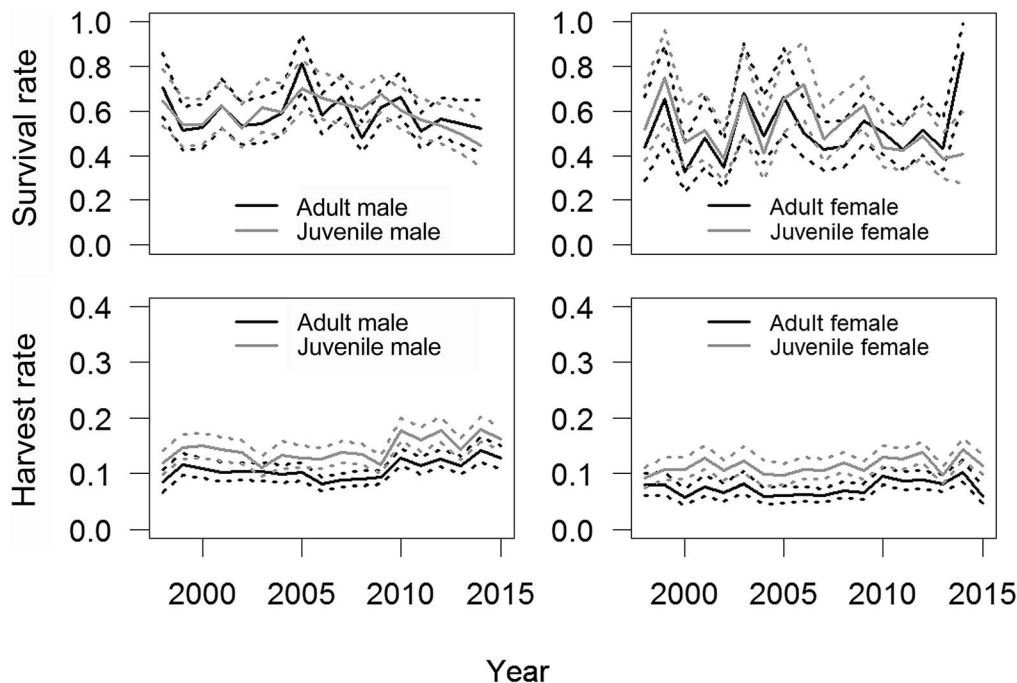 Survival rate
1.0
0.8
0.6
0.4
0.2
0.0
Adult male
Juvenile male
1.0
0.8
0.6
0.4
0.2
0.0
Adult female
Juvenile female
Harvest rate
0.4
0.3
0.2
0.1
0.0
Adult male
Juvenile male
2000 2005 2010 2015
0.4
0.3
0.2
0.1
0.0
Adult female
Juvenile female
2000 2005 2010 2015
Year